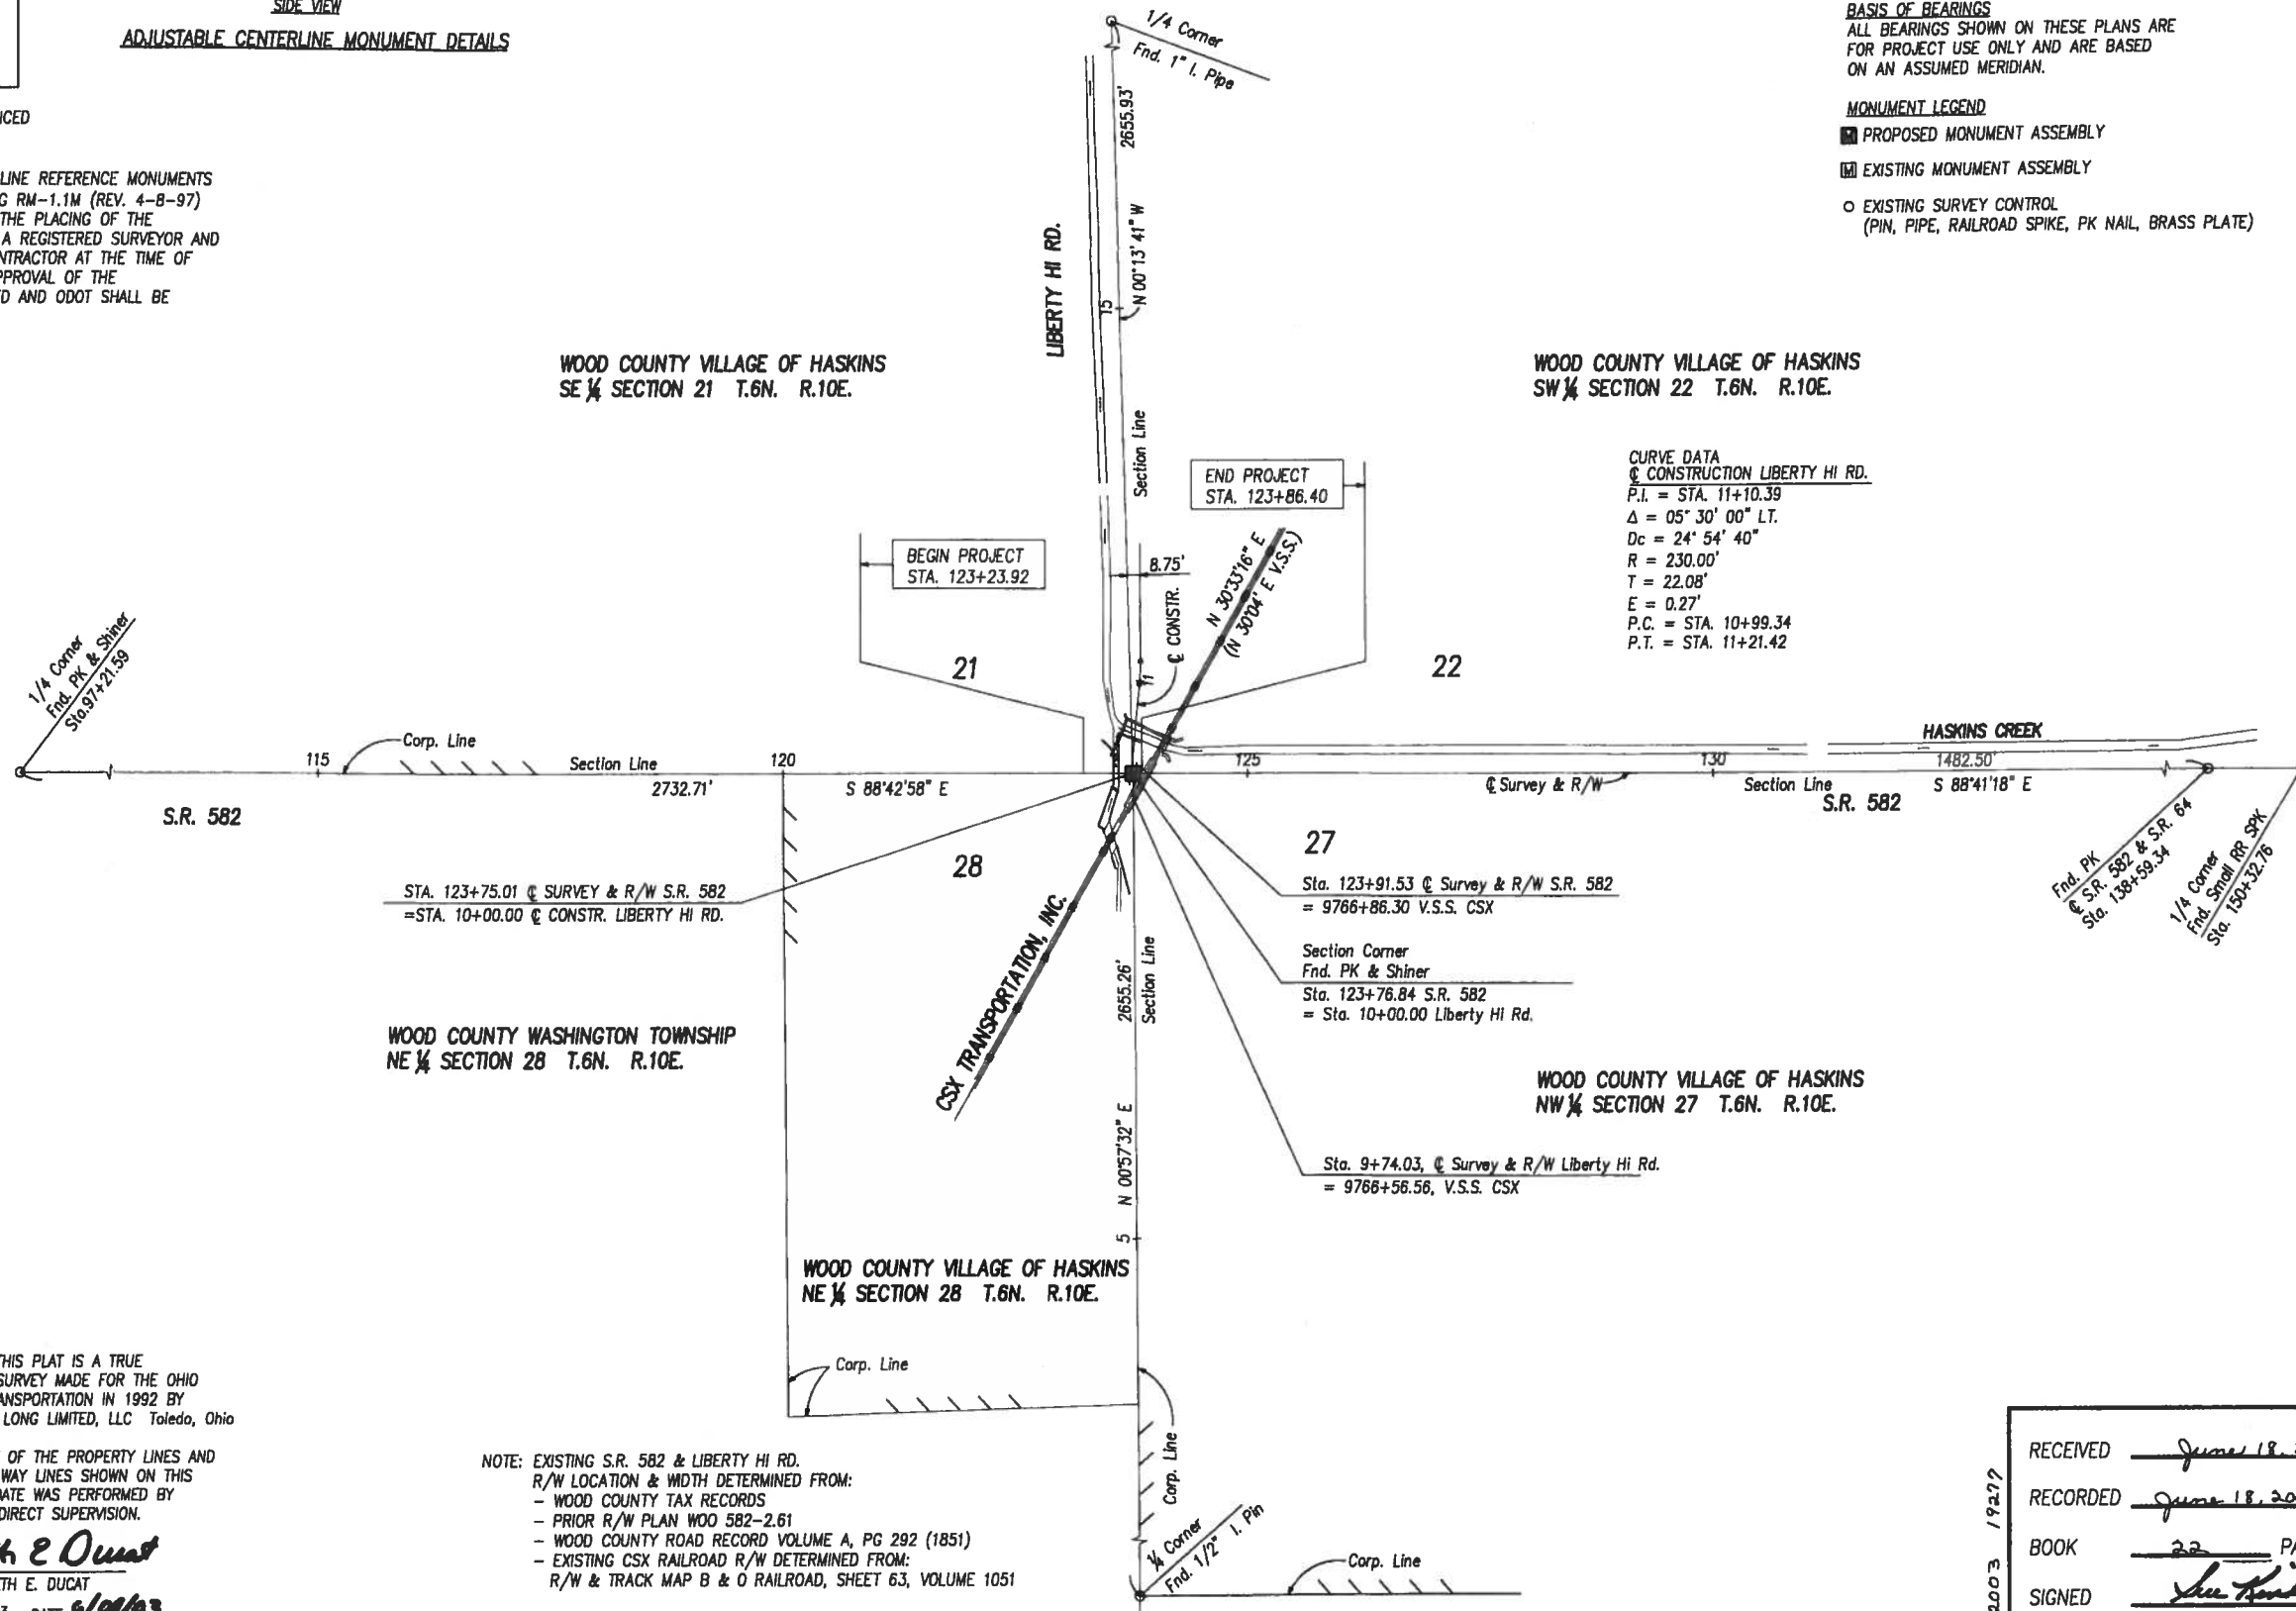 SIDE VIEW
ADJUSTABLE CENTERLINE MONUMENT DETAILS
BASIS OF BEARINGS
ALL BEARINGS SHOWN ON THESE PLANS ARE
FOR PROJECT USE ONLY AND ARE BASED
ON AN ASSUMED MERIDIAN.
MONUMENT LEGEND
PROPOSED MONUMENT ASSEMBLY
M EXISTING MONUMENT ASSEMBLY
EXISTING SURVEY CONTROL
(PIN, PIPE, RAILROAD SPIKE, PK NAIL, BRASS PLATE)
LINE REFERENCE MONUMENTS
G RM-1.1M (REV. 4-8-97)
THE PLACING OF THE
A REGISTERED SURVEYOR AND
NTRACTOR AT THE TIME OF
PPROVAL OF THE
D AND ODOT SHALL BE
1/4 Corner
Fnd. 1" I. Pipe
2655.93'
N 00°13'41" W
LIBERTY HI RD.
15
Section Line
WOOD COUNTY VILLAGE OF HASKINS
SE 1/4 SECTION 21 T.6N. R.10E.
WOOD COUNTY VILLAGE OF HASKINS
SW 1/4 SECTION 22 T.6N. R.10E.
CURVE DATA
℄ CONSTRUCTION LIBERTY HI RD.
P.I. = STA. 11+10.39
Δ = 05° 30' 00" LT.
Dc = 24° 54' 40"
R = 230.00'
T = 22.08'
E = 0.27'
P.C. = STA. 10+99.34
P.T. = STA. 11+21.42
END PROJECT
STA. 123+86.40
BEGIN PROJECT
STA. 123+23.92
8.75'
℄ CONSTR.
11
N 30°33'16" E
(N 30°04' E V.S.S.)
21
22
1/4 Corner
Fnd. PK & Shiner
Sta. 97+21.59
Corp. Line
115
Section Line
120
125
130
HASKINS CREEK
1482.50'
2732.71'
S 88°42'58" E
℄ Survey & R/W
Section Line
S 88°41'18" E
S.R. 582
S.R. 582
Fnd. PK
℄ S.R. 582 & S.R. 64
Sta. 138+59.34
1/4 Corner
Fnd. Small RR SPK
Sta. 150+32.76
28
27
STA. 123+75.01 ℄ SURVEY & R/W S.R. 582
=STA. 10+00.00 ℄ CONSTR. LIBERTY HI RD.
Sta. 123+91.53 ℄ Survey & R/W S.R. 582
= 9766+86.30 V.S.S. CSX
Section Corner
Fnd. PK & Shiner
Sta. 123+76.84 S.R. 582
= Sta. 10+00.00 Liberty Hi Rd.
CSX TRANSPORTATION, INC.
2655.26'
Section Line
WOOD COUNTY WASHINGTON TOWNSHIP
NE 1/4 SECTION 28 T.6N. R.10E.
WOOD COUNTY VILLAGE OF HASKINS
NW 1/4 SECTION 27 T.6N. R.10E.
N 00°57'32" E
Sta. 9+74.03, ℄ Survey & R/W Liberty Hi Rd.
= 9766+56.56, V.S.S. CSX
5
WOOD COUNTY VILLAGE OF HASKINS
NE 1/4 SECTION 28 T.6N. R.10E.
Corp. Line
Corp. Line
1/4 Corner
Fnd. 1/2" I. Pin
Corp. Line
THIS PLAT IS A TRUE
SURVEY MADE FOR THE OHIO
ANSPORTATION IN 1992 BY
LONG LIMITED, LLC Toledo, Ohio
OF THE PROPERTY LINES AND
WAY LINES SHOWN ON THIS
ATE WAS PERFORMED BY
DIRECT SUPERVISION.
th E Ducat
TH E. DUCAT
NOTE: EXISTING S.R. 582 & LIBERTY HI RD.
R/W LOCATION & WIDTH DETERMINED FROM:
- WOOD COUNTY TAX RECORDS
- PRIOR R/W PLAN WOO 582-2.61
- WOOD COUNTY ROAD RECORD VOLUME A, PG 292 (1851)
- EXISTING CSX RAILROAD R/W DETERMINED FROM:
R/W & TRACK MAP B & O RAILROAD, SHEET 63, VOLUME 1051
2003 19277
RECEIVED June 18,
RECORDED June 18, 20
BOOK 22 PA
SIGNED Sue